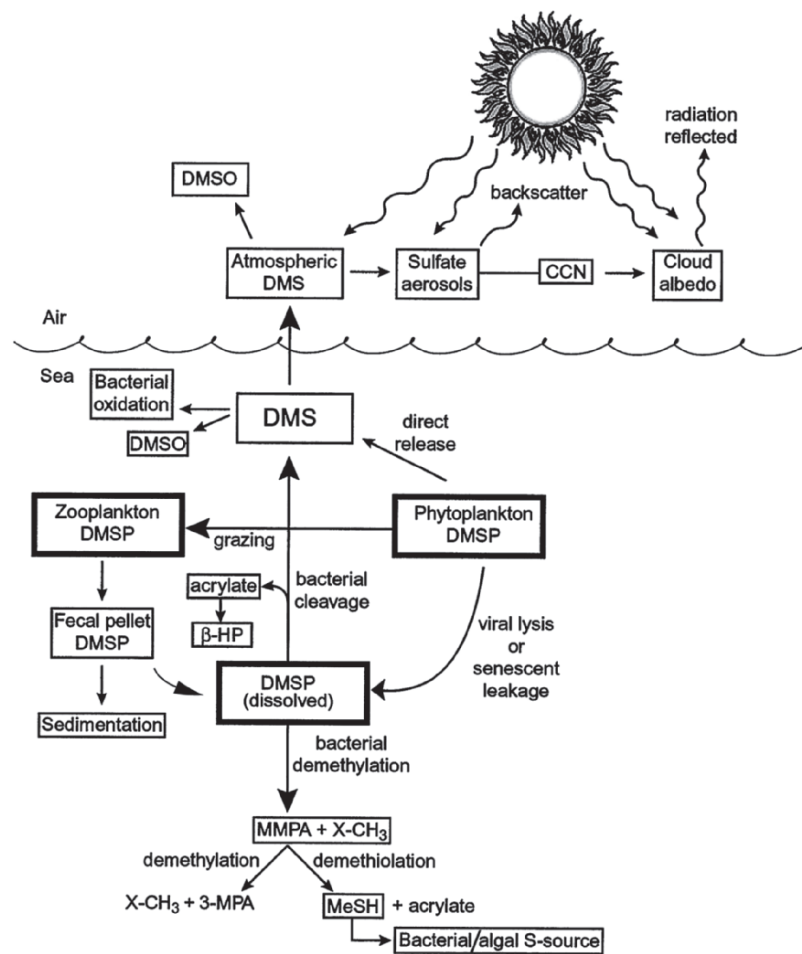 radiation
reflected
DMSO
backscatter
Atmospheric
DMS
Sulfate
aerosols
CCN
Cloud
albedo
Air
Sea
Bacterial
oxidation
DMS
direct
release
DMSO
Zooplankton
DMSP
grazing
Phytoplankton
DMSP
acrylate
bacterial
cleavage
β-HP
Fecal pellet
DMSP
viral lysis
or
senescent
leakage
DMSP
(dissolved)
Sedimentation
bacterial
demethylation
MMPA + X-CH₃
demethylation
demethiolation
X-CH₃ + 3-MPA
MeSH + acrylate
Bacterial/algal S-source